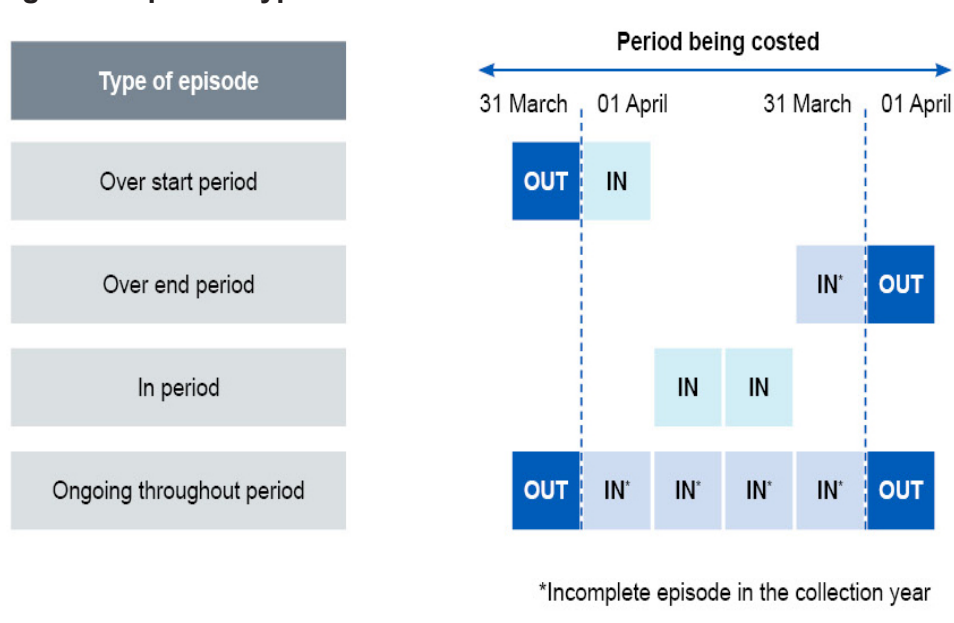 Period being costed
Type of episode
31 March 01 April 31 March 01 April
Over start period OUT IN
Over end period IN* OUT
In period IN IN
Ongoing throughout period OUT IN* IN* IN* IN* OUT
*Incomplete episode in the collection year